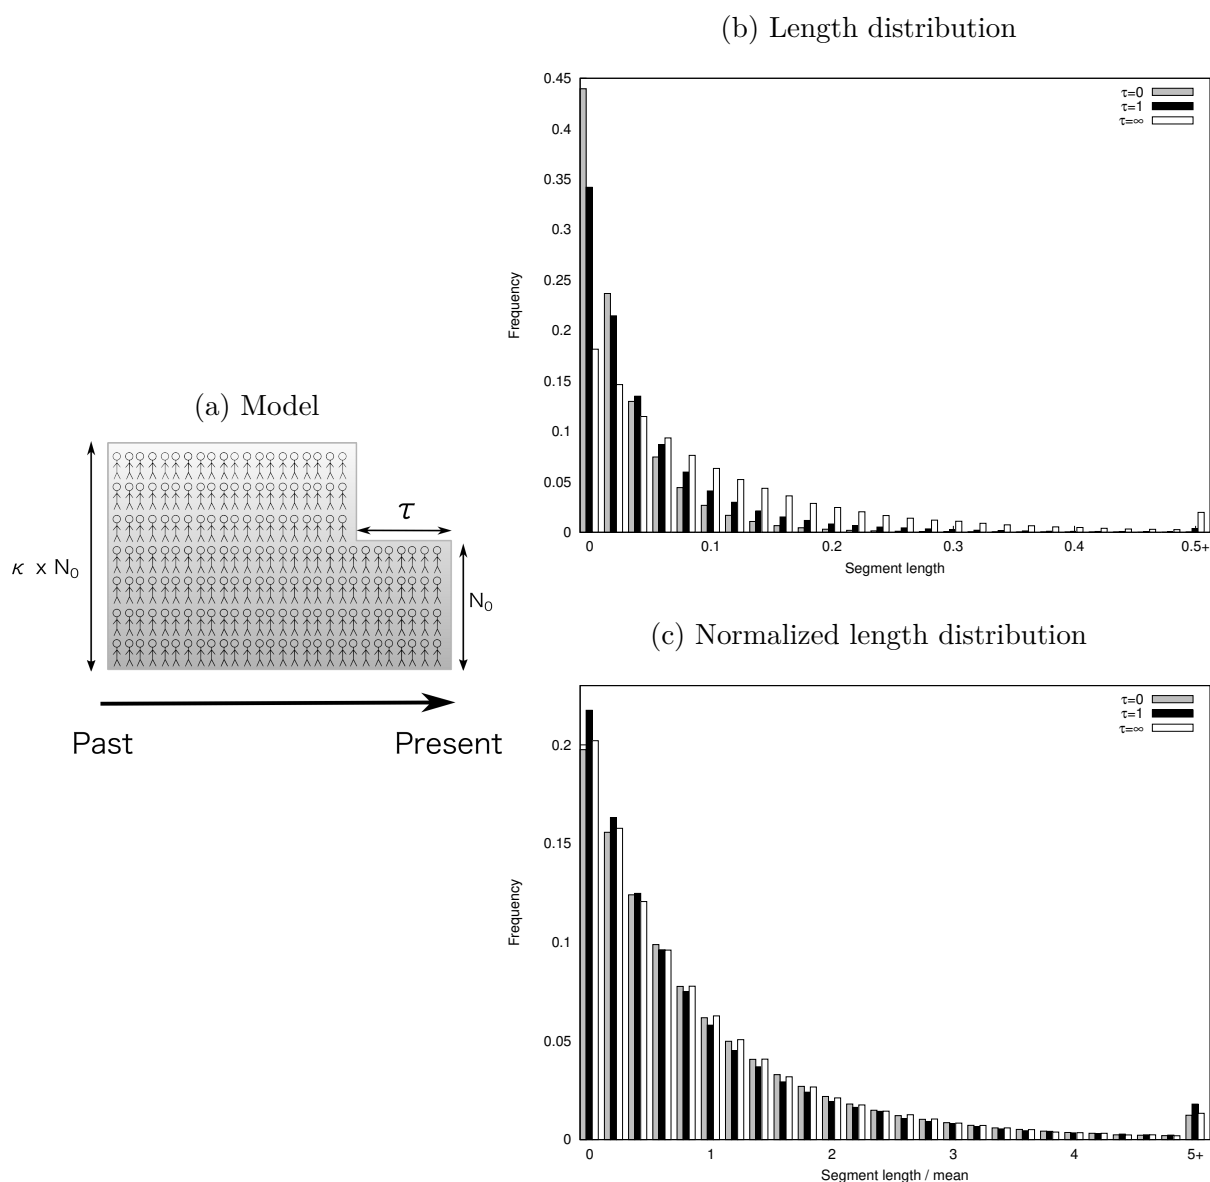 (b) Length distribution
0.45
0.4
0.35
0.3
0.25
0.2
0.15
0.1
0.05
0
Frequency
τ=0
τ=1
τ=∞
0 0.1 0.2 0.3 0.4 0.5+
Segment length
(a) Model
τ
κ x N₀
N₀
Past Present
(c) Normalized length distribution
0.2
0.15
0.1
0.05
0
Frequency
τ=0
τ=1
τ=∞
0 1 2 3 4 5+
Segment length / mean